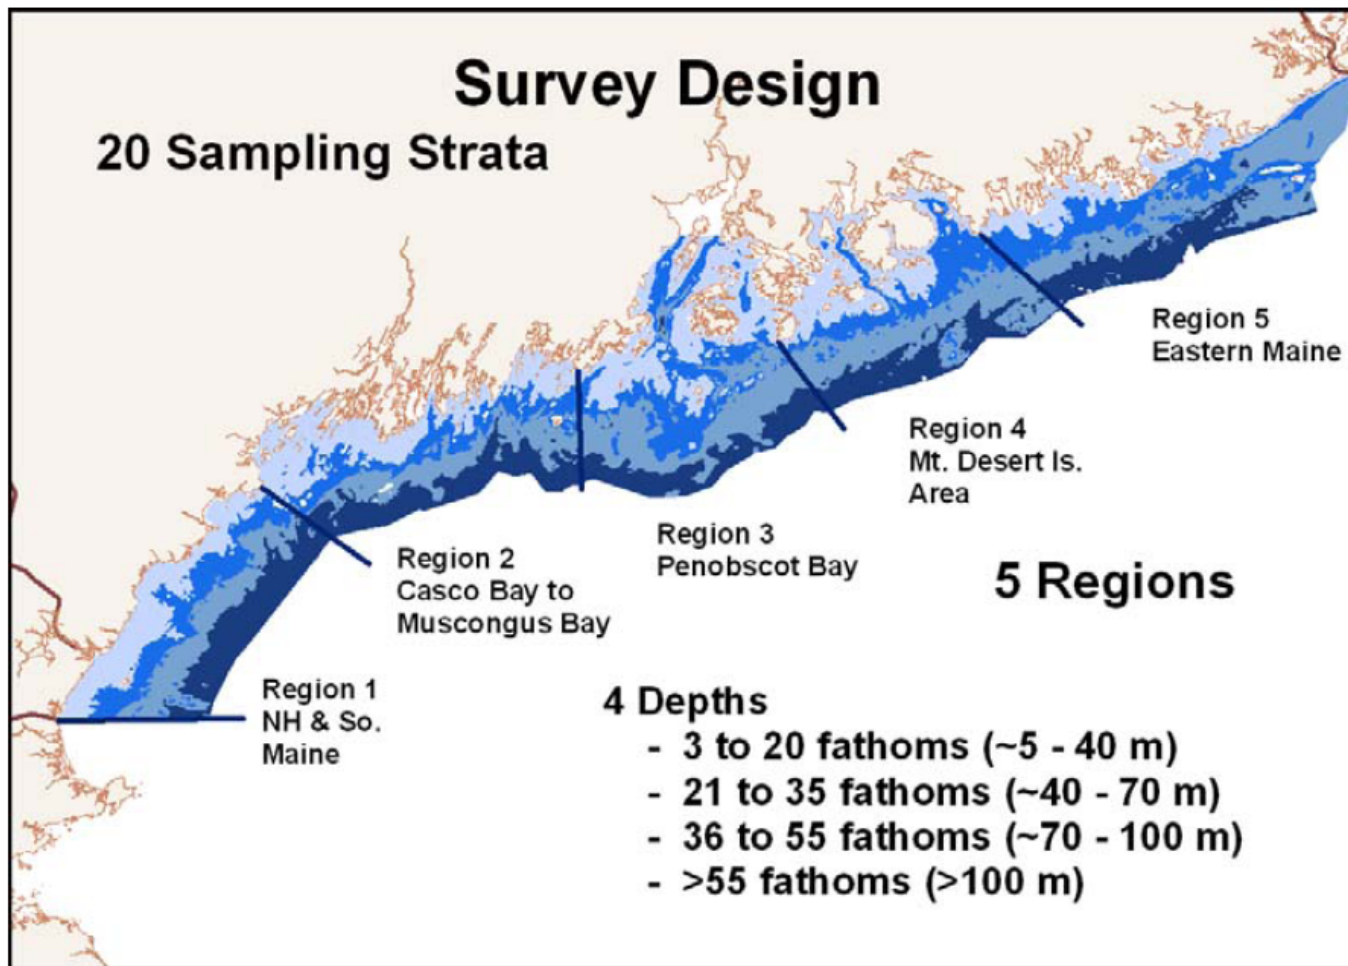 Survey Design
20 Sampling Strata
Region 5
Eastern Maine
Region 4
Mt. Desert Is.
Area
Region 3
Penobscot Bay
Region 2
Casco Bay to
Muscongus Bay
5 Regions
Region 1
NH & So.
Maine
4 Depths
- 3 to 20 fathoms (~5 - 40 m)
- 21 to 35 fathoms (~40 - 70 m)
- 36 to 55 fathoms (~70 - 100 m)
- >55 fathoms (>100 m)